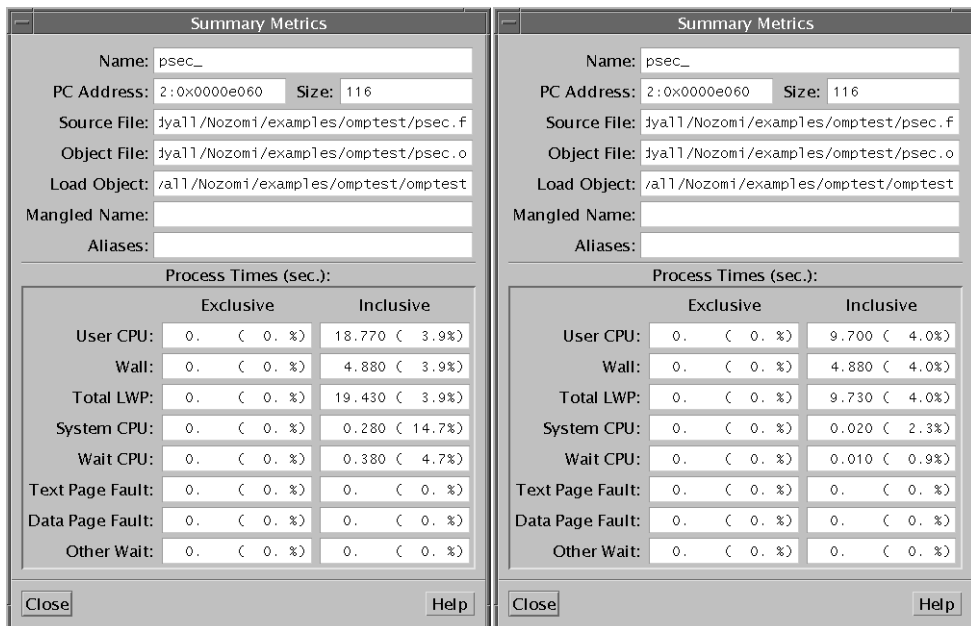 Summary Metrics
Name: psec_
PC Address: 2:0x0000e060 Size: 116
Source File: dyall/Nozomi/examples/omptest/psec.f
Object File: dyall/Nozomi/examples/omptest/psec.o
Load Object: yall/Nozomi/examples/omptest/omptest
Mangled Name:
Aliases:
Process Times (sec.):
Exclusive Inclusive
User CPU: 0. ( 0. %) 18.770 ( 3.9%)
Wall: 0. ( 0. %) 4.880 ( 3.9%)
Total LWP: 0. ( 0. %) 19.430 ( 3.9%)
System CPU: 0. ( 0. %) 0.280 ( 14.7%)
Wait CPU: 0. ( 0. %) 0.380 ( 4.7%)
Text Page Fault: 0. ( 0. %) 0. ( 0. %)
Data Page Fault: 0. ( 0. %) 0. ( 0. %)
Other Wait: 0. ( 0. %) 0. ( 0. %)
Close Help
Summary Metrics
Name: psec_
PC Address: 2:0x0000e060 Size: 116
Source File: dyall/Nozomi/examples/omptest/psec.f
Object File: dyall/Nozomi/examples/omptest/psec.o
Load Object: yall/Nozomi/examples/omptest/omptest
Mangled Name:
Aliases:
Process Times (sec.):
Exclusive Inclusive
User CPU: 0. ( 0. %) 9.700 ( 4.0%)
Wall: 0. ( 0. %) 4.880 ( 4.0%)
Total LWP: 0. ( 0. %) 9.730 ( 4.0%)
System CPU: 0. ( 0. %) 0.020 ( 2.3%)
Wait CPU: 0. ( 0. %) 0.010 ( 0.9%)
Text Page Fault: 0. ( 0. %) 0. ( 0. %)
Data Page Fault: 0. ( 0. %) 0. ( 0. %)
Other Wait: 0. ( 0. %) 0. ( 0. %)
Close Help